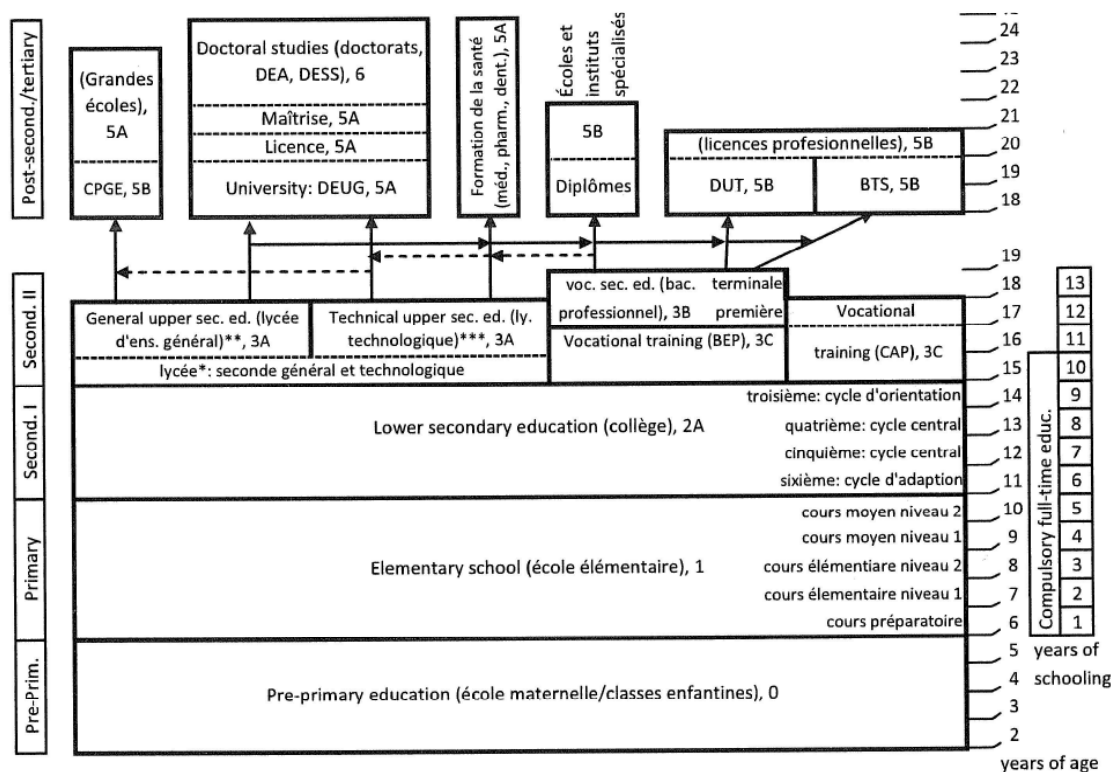 Post-second./tertiary
(Grandes
écoles),
5A
CPGE, 5B
Doctoral studies (doctorats,
DEA, DESS), 6
Maîtrise, 5A
Licence, 5A
University: DEUG, 5A
Formation de la santé
(méd., pharm., dent.), 5A
Écoles et
instituts
spécialisés
5B
Diplômes
(licences profesionnelles), 5B
DUT, 5B
BTS, 5B
24
23
22
21
20
19
18
Second. II
General upper sec. ed. (lycée
d'ens. général)**, 3A
Technical upper sec. ed. (ly.
technologique)***, 3A
lycée*: seconde général et technologique
voc. sec. ed. (bac. terminale
professionnel), 3B première
Vocational training (BEP), 3C
Vocational
training (CAP), 3C
19
18
17
16
15
13
12
11
10
Second. I
Lower secondary education (collège), 2A
troisième: cycle d'orientation
quatrième: cycle central
cinquième: cycle central
sixième: cycle d'adaption
14
13
12
11
9
8
7
6
Compulsory full-time educ.
Primary
Elementary school (école élémentaire), 1
cours moyen niveau 2
cours moyen niveau 1
cours élémentiare niveau 2
cours élementaire niveau 1
cours préparatoire
10
9
8
7
6
5
4
3
2
1
Pre-Prim.
Pre-primary education (école maternelle/classes enfantines), 0
5
4
3
2
years of
schooling
years of age